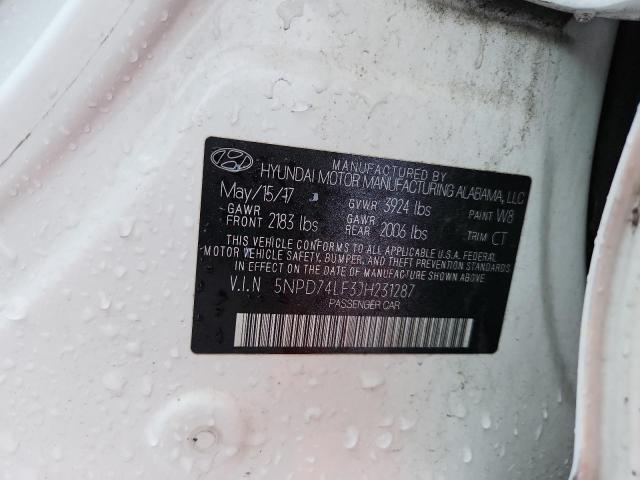 MANUFACTURED BY
HYUNDAI MOTOR MANUFACTURING ALABAMA, LLC
May/15/17 GVWR 3924 lbs PAINT W8
GAWR FRONT 2183 lbs GAWR REAR 2006 lbs TRIM CT
THIS VEHICLE CONFORMS TO ALL APPLICABLE U.S.A. FEDERAL
MOTOR VEHICLE SAFETY, BUMPER, AND THEFT PREVENTION STANDARDS
IN EFFECT ON THE DATE OF MANUFACTURE SHOWN ABOVE.
V.I.N 5NPD74LF3JH231287
PASSENGER CAR